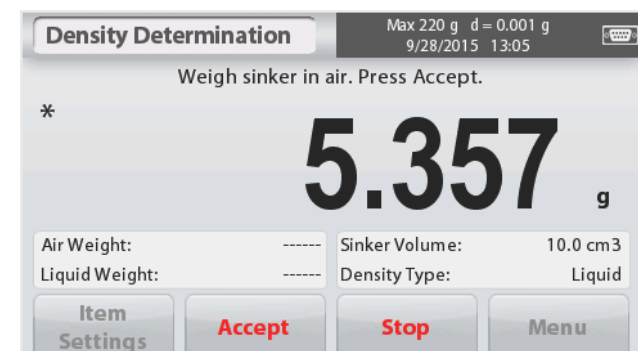 Density Determination
Max 220 g d = 0.001 g
9/28/2015 13:05
Weigh sinker in air. Press Accept.
*
5.357 g
Air Weight: ------ Sinker Volume: 10.0 cm3
Liquid Weight: ------ Density Type: Liquid
Item Settings Accept Stop Menu